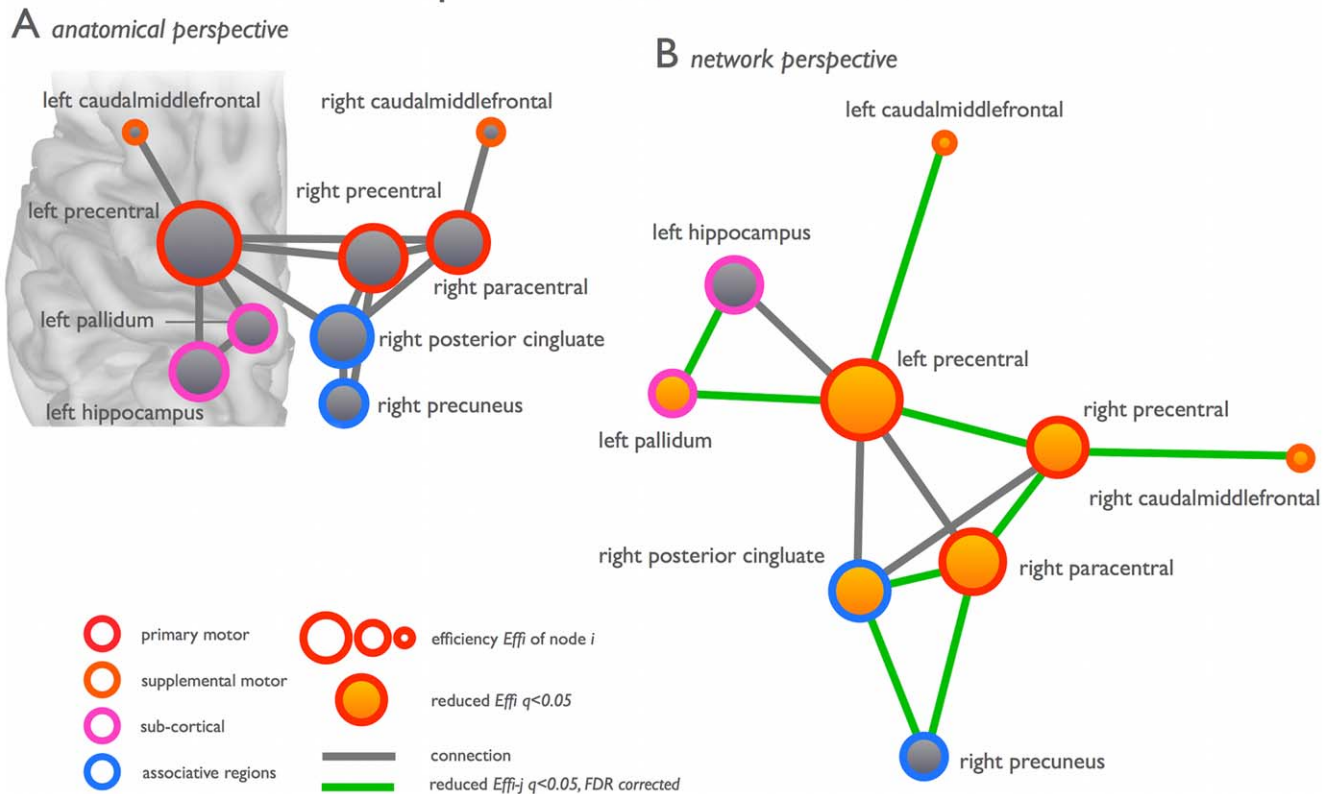 A anatomical perspective
left caudalmiddlefrontal
right caudalmiddlefrontal
right precentral
left precentral
right paracentral
left pallidum
right posterior cingluate
left hippocampus
right precuneus
B network perspective
left caudalmiddlefrontal
left hippocampus
left precentral
right precentral
left pallidum
right caudalmiddlefrontal
right posterior cingluate
right paracentral
right precuneus
primary motor
supplemental motor
sub-cortical
associative regions
efficiency Effi of node i
reduced Effi q<0.05
connection
reduced Effi-j q<0.05, FDR corrected